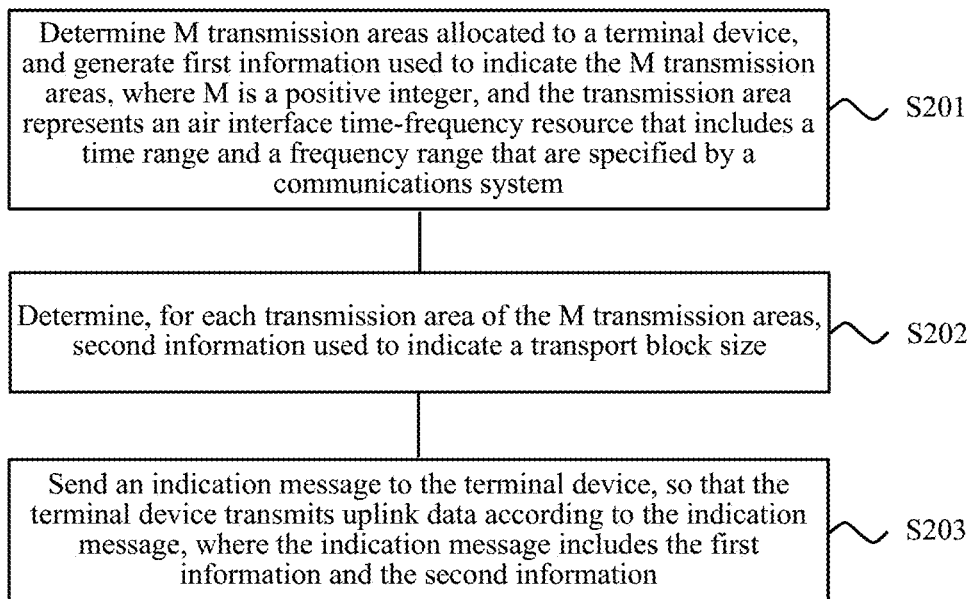 Determine M transmission areas allocated to a terminal device,
and generate first information used to indicate the M transmission
areas, where M is a positive integer, and the transmission area
represents an air interface time-frequency resource that includes a
time range and a frequency range that are specified by a
communications system
S201
Determine, for each transmission area of the M transmission areas,
second information used to indicate a transport block size
S202
Send an indication message to the terminal device, so that the
terminal device transmits uplink data according to the indication
message, where the indication message includes the first
information and the second information
S203